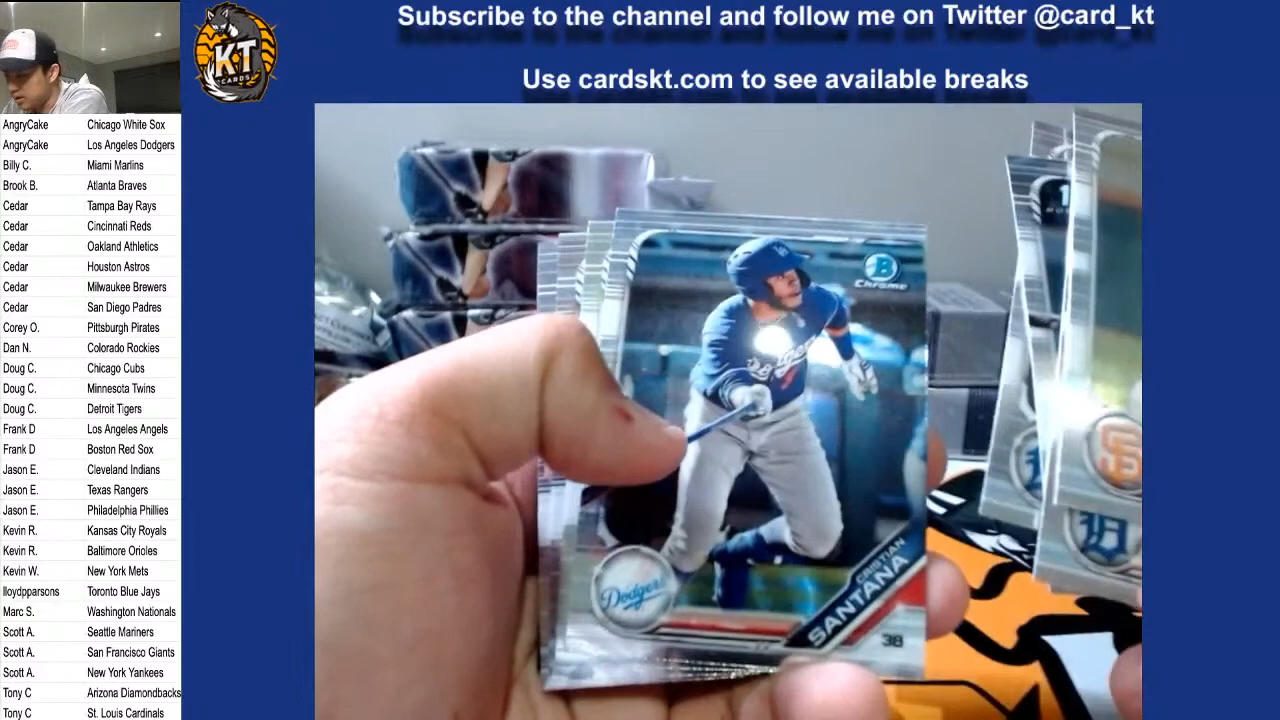 Subscribe to the channel and follow me on Twitter @card_kt
Use cardskt.com to see available breaks
KT
CARDS
AngryCake Chicago White Sox
AngryCake Los Angeles Dodgers
Billy C. Miami Marlins
Brook B. Atlanta Braves
Cedar Tampa Bay Rays
Cedar Cincinnati Reds
Cedar Oakland Athletics
Cedar Houston Astros
Cedar Milwaukee Brewers
Cedar San Diego Padres
Corey O. Pittsburgh Pirates
Dan N. Colorado Rockies
Doug C. Chicago Cubs
Doug C. Minnesota Twins
Doug C. Detroit Tigers
Frank D Los Angeles Angels
Frank D Boston Red Sox
Jason E. Cleveland Indians
Jason E. Texas Rangers
Jason E. Philadelphia Phillies
Kevin R. Kansas City Royals
Kevin R. Baltimore Orioles
Kevin W. New York Mets
lloydpparsons Toronto Blue Jays
Marc S. Washington Nationals
Scott A. Seattle Mariners
Scott A. San Francisco Giants
Scott A. New York Yankees
Tony C Arizona Diamondbacks
Tony C St. Louis Cardinals
B
Chrome
Dodgers
Dodgers
CRISTIAN
SANTANA
38
SF
D